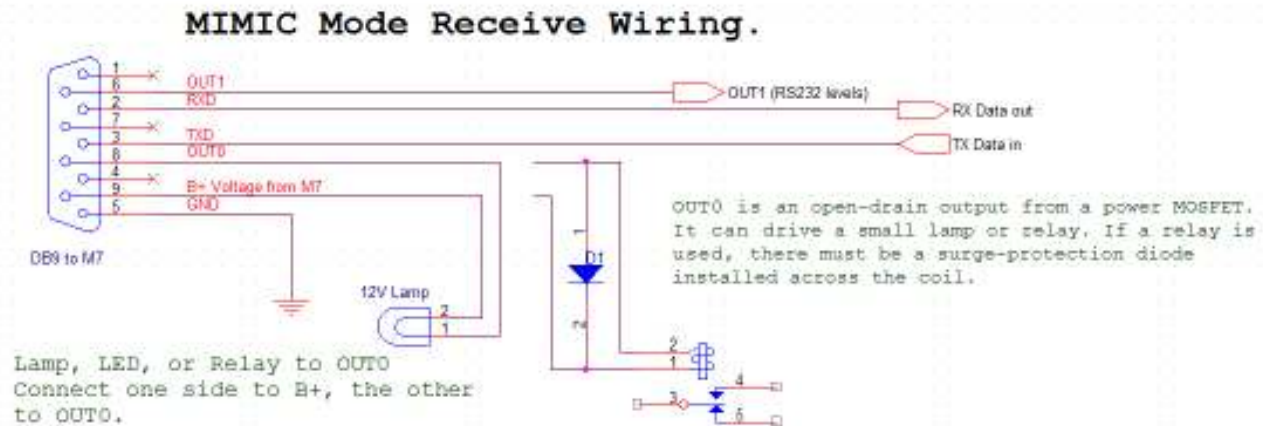 MIMIC Mode Receive Wiring.
1
6
OUT1
OUT1 (RS232 levels)
2
RXD
RX Data out
7
3
TXD
TX Data in
8
OUT0
4
9
B+ Voltage from M7
5
GND
DB9 to M7
OUT0 is an open-drain output from a power MOSFET.
It can drive a small lamp or relay. If a relay is
used, there must be a surge-protection diode
installed across the coil.
1
D1
2
12V Lamp
2
1
2
1
4
3
5
Lamp, LED, or Relay to OUT0
Connect one side to B+, the other
to OUT0.